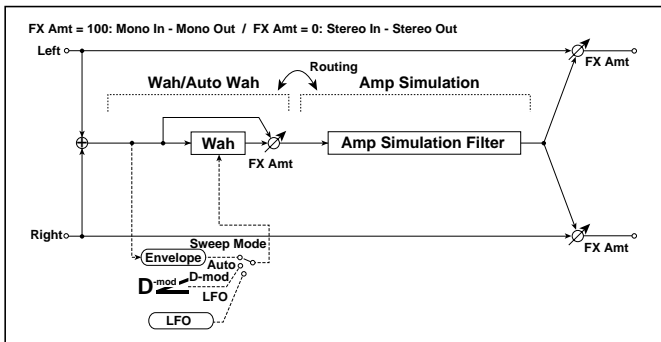 FX Amt = 100: Mono In - Mono Out / FX Amt = 0: Stereo In - Stereo Out
Left
FX Amt
Routing
Wah/Auto Wah
Amp Simulation
Wah
FX Amt
Amp Simulation Filter
Right
FX Amt
Sweep Mode
Envelope
Auto
D-mod
D-mod
LFO
LFO